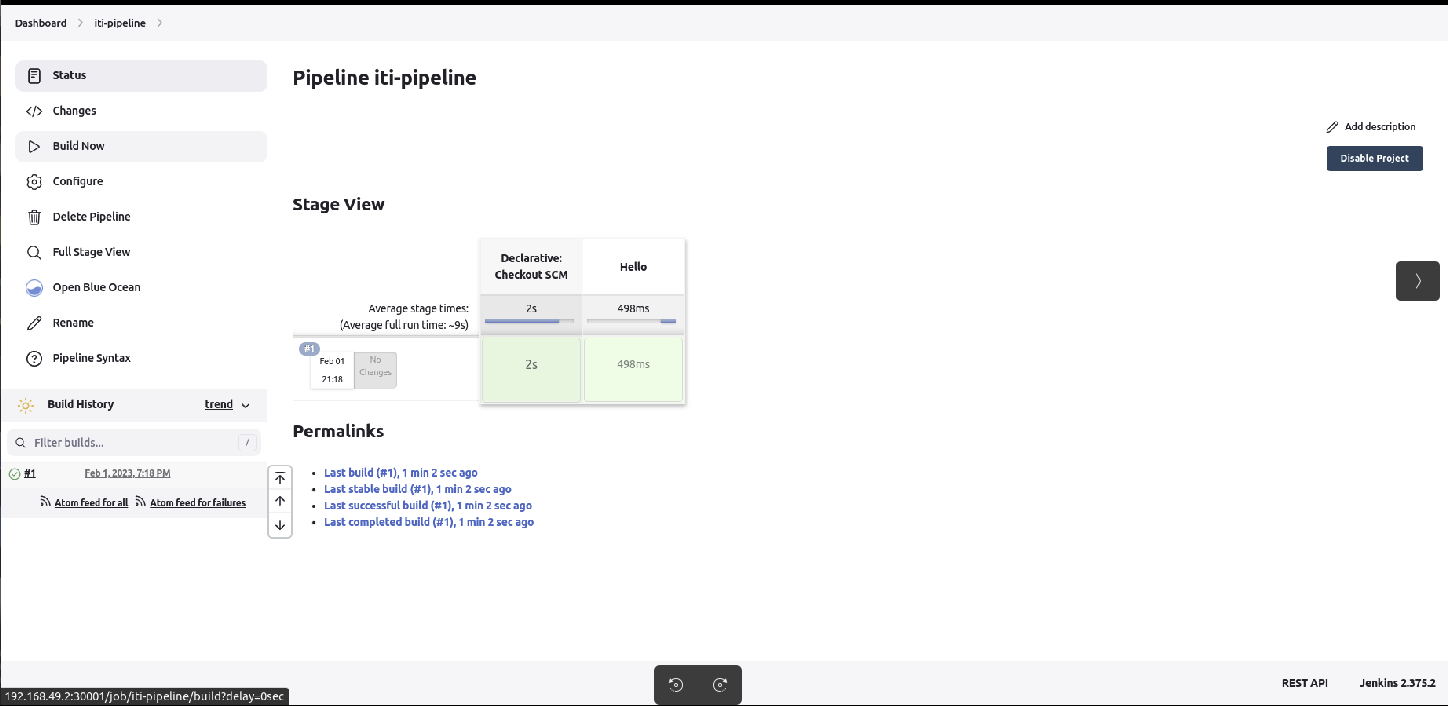 Dashboard
iti-pipeline
Status
Changes
Build Now
Configure
Delete Pipeline
Full Stage View
Open Blue Ocean
Rename
Pipeline Syntax
Build History
trend
Filter builds...
/
#1
Feb 1, 2023, 7:18 PM
Atom feed for all
Atom feed for failures
Pipeline iti-pipeline
Add description
Disable Project
Stage View
Declarative:
Checkout SCM
Hello
Average stage times:
(Average full run time: ~9s)
2s
498ms
#1
Feb 01
21:18
No
Changes
2s
498ms
Permalinks
Last build (#1), 1 min 2 sec ago
Last stable build (#1), 1 min 2 sec ago
Last successful build (#1), 1 min 2 sec ago
Last completed build (#1), 1 min 2 sec ago
REST API
Jenkins 2.375.2
192.168.49.2:30001/job/iti-pipeline/build?delay=0sec